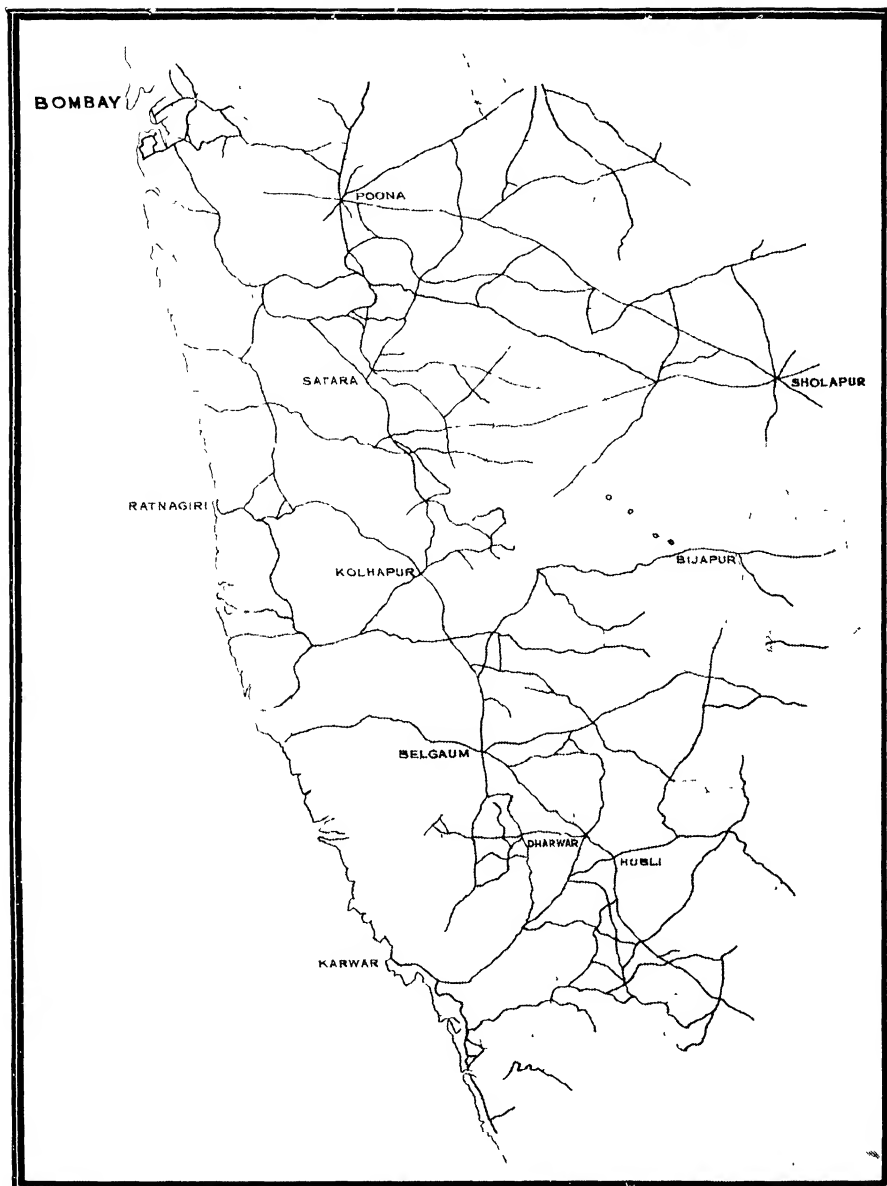 BOMBAY
POONA
SATARA
SHOLAPUR
RATNAGIRI
KOLHAPUR
BIJAPUR
BELGAUM
DHARWAR
HUBLI
KARWAR